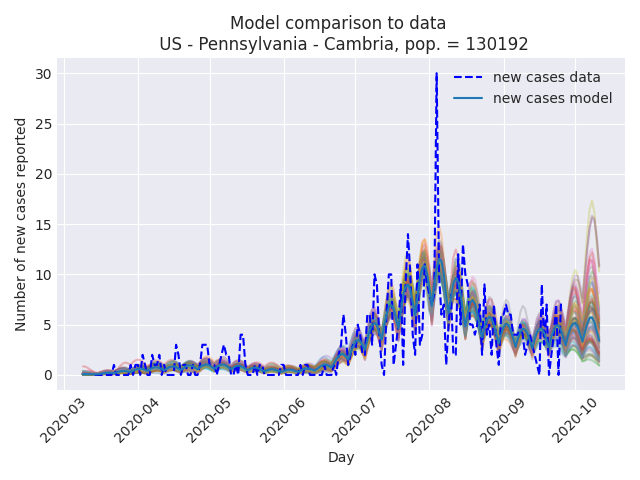 Model comparison to data
US - Pennsylvania - Cambria, pop. = 130192
new cases data
new cases model
Number of new cases reported
30
25
20
15
10
5
0
2020-03
2020-04
2020-05
2020-06
2020-07
2020-08
2020-09
2020-10
Day